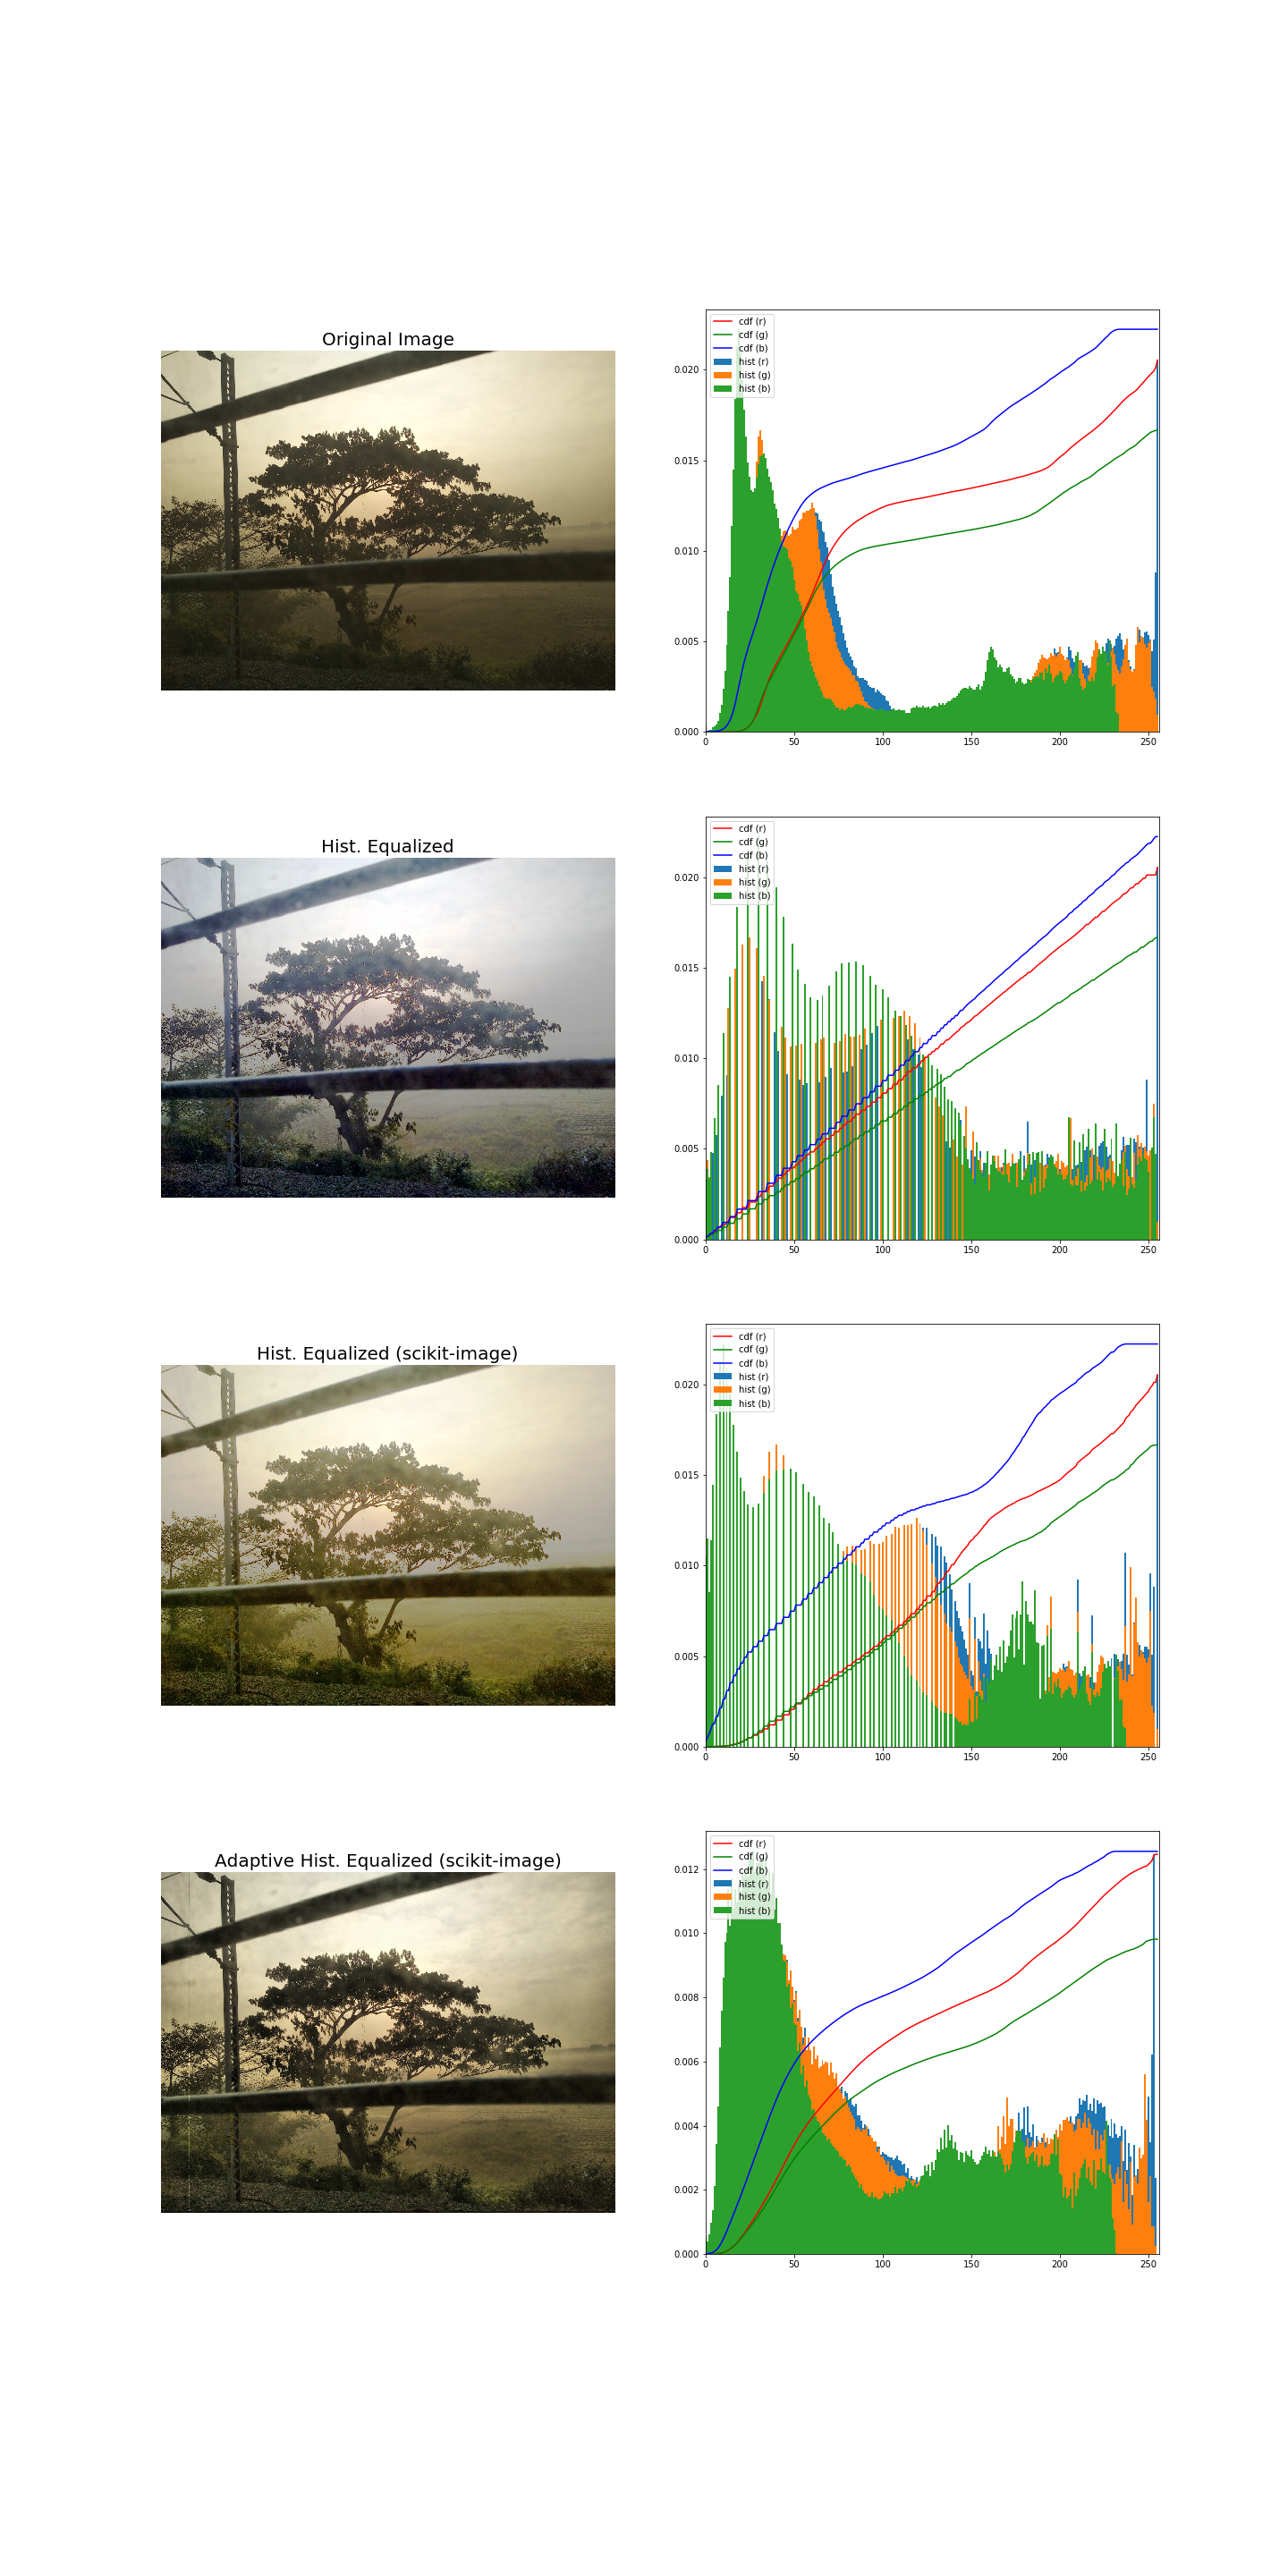 Original Image
cdf (r)
cdf (g)
cdf (b)
hist (r)
hist (g)
hist (b)
0.020
0.015
0.010
0.005
0.000
0 50 100 150 200 250
Hist. Equalized
cdf (r)
cdf (g)
cdf (b)
hist (r)
hist (g)
hist (b)
0.020
0.015
0.010
0.005
0.000
0 50 100 150 200 250
Hist. Equalized (scikit-image)
cdf (r)
cdf (g)
cdf (b)
hist (r)
hist (g)
hist (b)
0.020
0.015
0.010
0.005
0.000
0 50 100 150 200 250
Adaptive Hist. Equalized (scikit-image)
cdf (r)
cdf (g)
cdf (b)
hist (r)
hist (g)
hist (b)
0.012
0.010
0.008
0.006
0.004
0.002
0.000
0 50 100 150 200 250